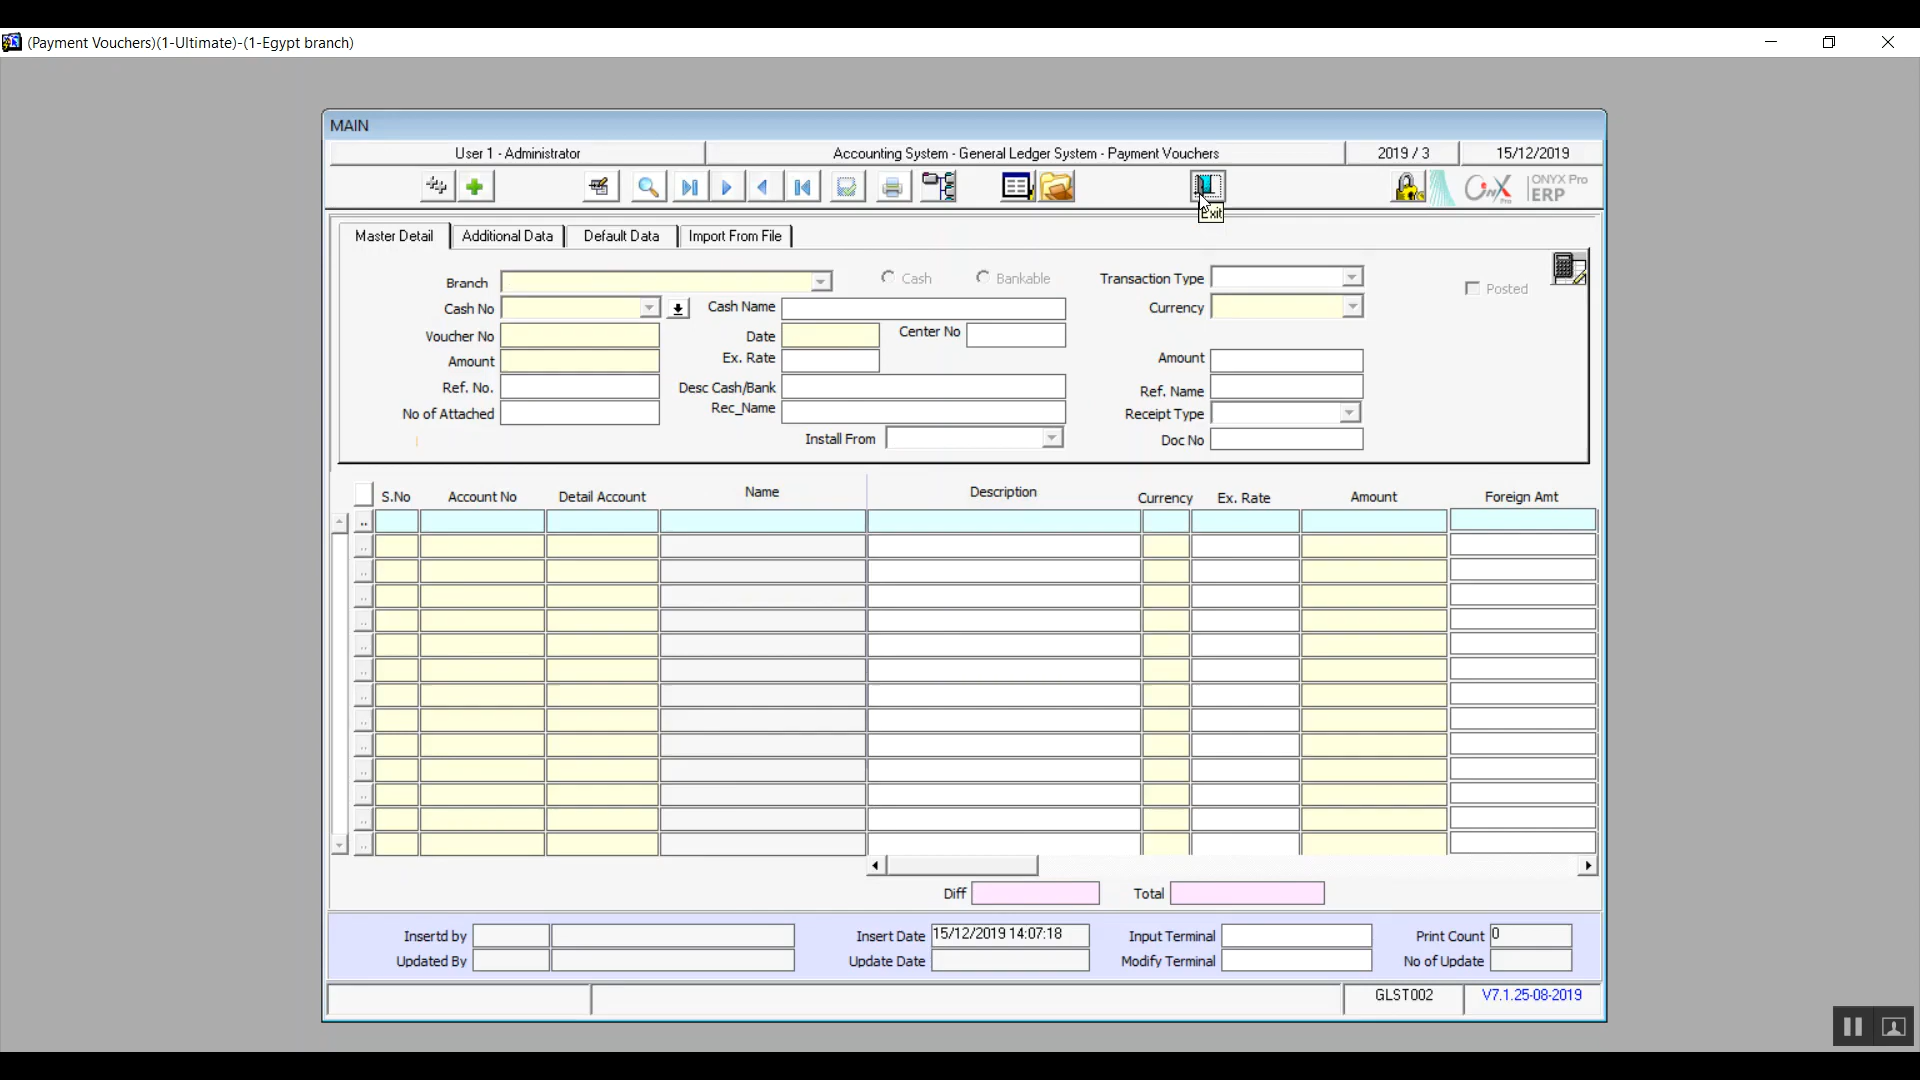 (Payment Vouchers)(1-Ultimate)-(1-Egypt branch)
MAIN
User 1 - Administrator
Accounting System - General Ledger System - Payment Vouchers
2019 / 3
15/12/2019
Exit
Onyx Pro
ONYX Pro
ERP
Master Detail
Additional Data
Default Data
Import From File
Branch
Cash
Bankable
Transaction Type
Posted
Cash No
Cash Name
Currency
Voucher No
Date
Center No
Amount
Ex. Rate
Amount
Ref. No.
Desc Cash/Bank
Ref. Name
No of Attached
Rec_Name
Receipt Type
Install From
Doc No
S.No
Account No
Detail Account
Name
Description
Currency
Ex. Rate
Amount
Foreign Amt
Diff
Total
Insertd by
Insert Date
15/12/2019 14:07:18
Input Terminal
Print Count
0
Updated By
Update Date
Modify Terminal
No of Update
GLST002
V7.1.25-08-2019